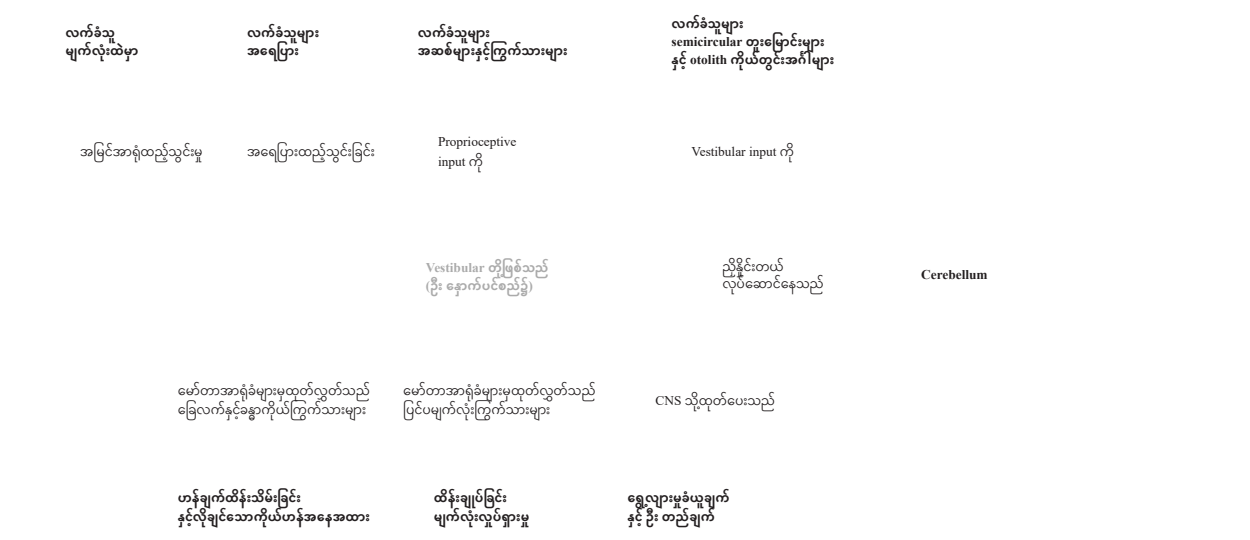 လက်ခံသူ
မျက်လုံးထဲမှာ
လက်ခံသူများ
အရေပြား
လက်ခံသူများ
အဆစ်များနှင့်ကြွက်သားများ
လက်ခံသူများ
semicircular တူးမြောင်းများ
နှင့် otolith ကိုယ်တွင်းအင်္ဂါများ
အမြင်အာရုံထည့်သွင်းမှု
အရေပြားထည့်သွင်းခြင်း
Proprioceptive
input ကို
Vestibular input ကို
Vestibular တို့ဖြစ်သည်
(ဦး နှောက်ပင်စည်၌)
ညှိနှိုင်းတယ်
လုပ်ဆောင်နေသည်
Cerebellum
မော်တာအာရုံခံများမှထုတ်လွှတ်သည်
ခြေလက်နှင့်ခန္ဓာကိုယ်ကြွက်သားများ
မော်တာအာရုံခံများမှထုတ်လွှတ်သည်
ပြင်ပမျက်လုံးကြွက်သားများ
CNS သို့ထုတ်ပေးသည်
ဟန်ချက်ထိန်းသိမ်းခြင်း
နှင့်လိုချင်သောကိုယ်ဟန်အနေအထား
ထိန်းချုပ်ခြင်း
မျက်လုံးလှုပ်ရှားမှု
ရွေ့လျားမှုခံယူချက်
နှင့် ဦး တည်ချက်